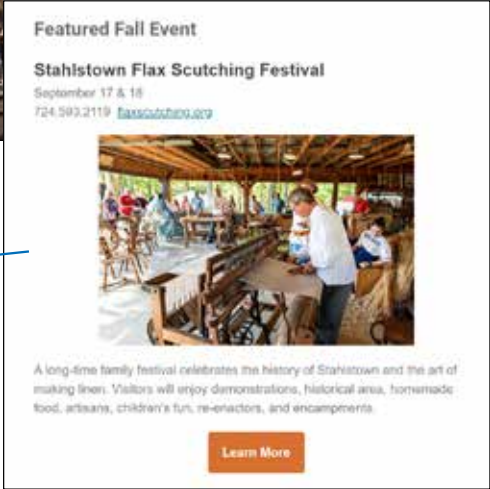 Featured Fall Event
Stahlstown Flax Scutching Festival
September 17 & 18
724.593.2119 flaxscutching.org
A long-time family festival celebrates the history of Stahlstown and the art of
making linen. Visitors will enjoy demonstrations, historical area, homemade
food, artisans, children's fun, re-enactors, and encampments.
Learn More